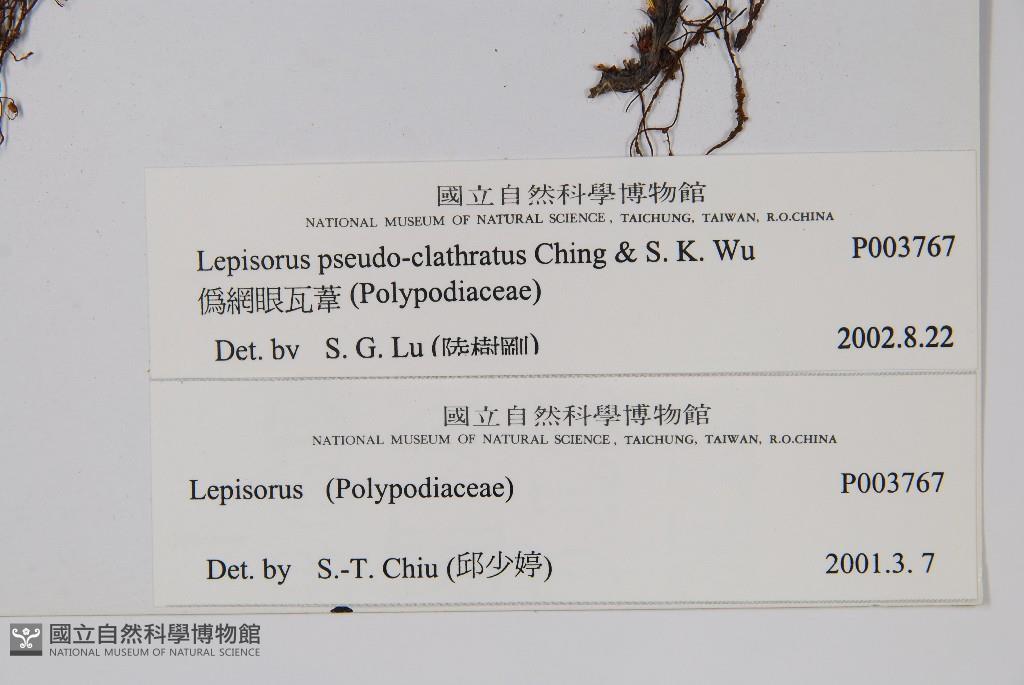 國立自然科學博物館
NATIONAL MUSEUM OF NATURAL SCIENCE, TAICHUNG, TAIWAN, R.O.CHINA
Lepisorus pseudo-clathratus Ching & S. K. Wu P003767
僞網眼瓦葦 (Polypodiaceae)
Det. by S. G. Lu (陸樹剛) 2002.8.22
國立自然科學博物館
NATIONAL MUSEUM OF NATURAL SCIENCE, TAICHUNG, TAIWAN, R.O.CHINA
Lepisorus (Polypodiaceae) P003767
Det. by S.-T. Chiu (邱少婷) 2001.3. 7
國立自然科學博物館
NATIONAL MUSEUM OF NATURAL SCIENCE